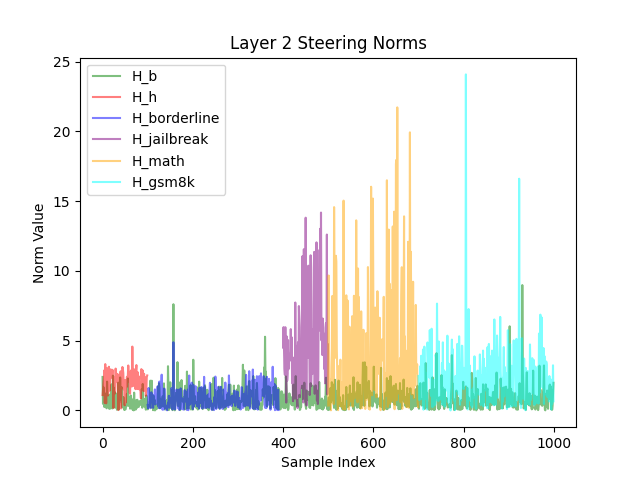 Layer 2 Steering Norms
25
20
15
10
5
0
Norm Value
H_b
H_h
H_borderline
H_jailbreak
H_math
H_gsm8k
0 200 400 600 800 1000
Sample Index